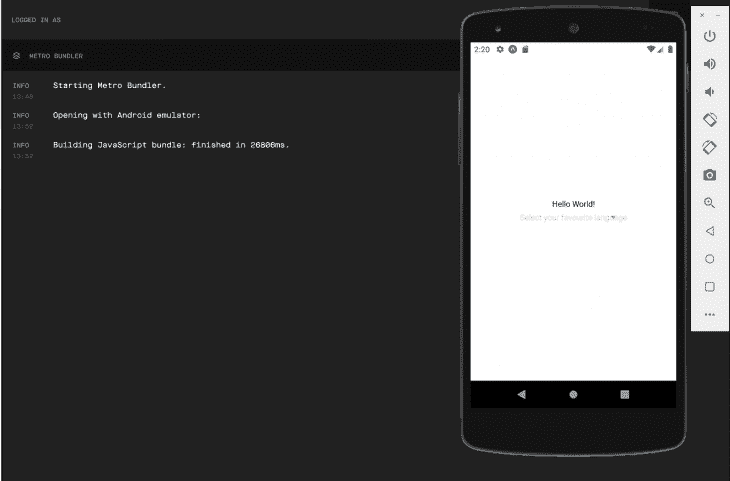 LOGGED IN AS
METRO BUNDLER
INFO
Starting Metro Bundler.
13:49
INFO
Opening with Android emulator:
13:52
INFO
Building JavaScript bundle: finished in 26806ms.
13:52
2:20
Hello World!
Select your favourite language